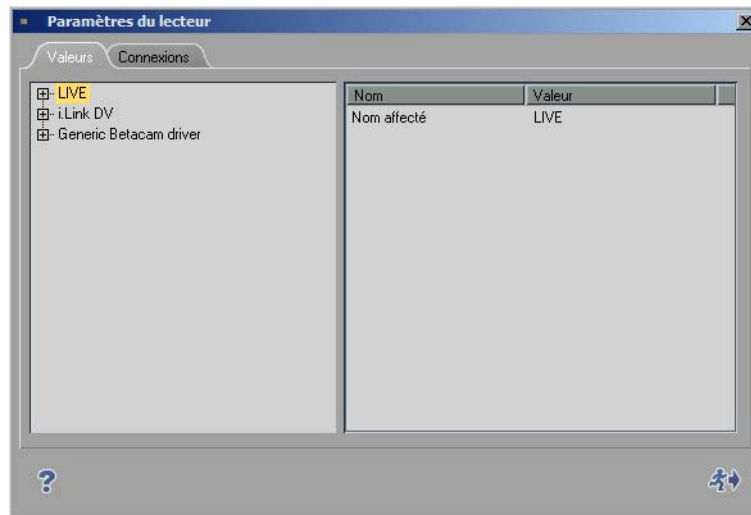 Paramètres du lecteur
Valeurs Connexions
LIVE
i.Link DV
Generic Betacam driver
Nom Valeur
Nom affecté LIVE
?